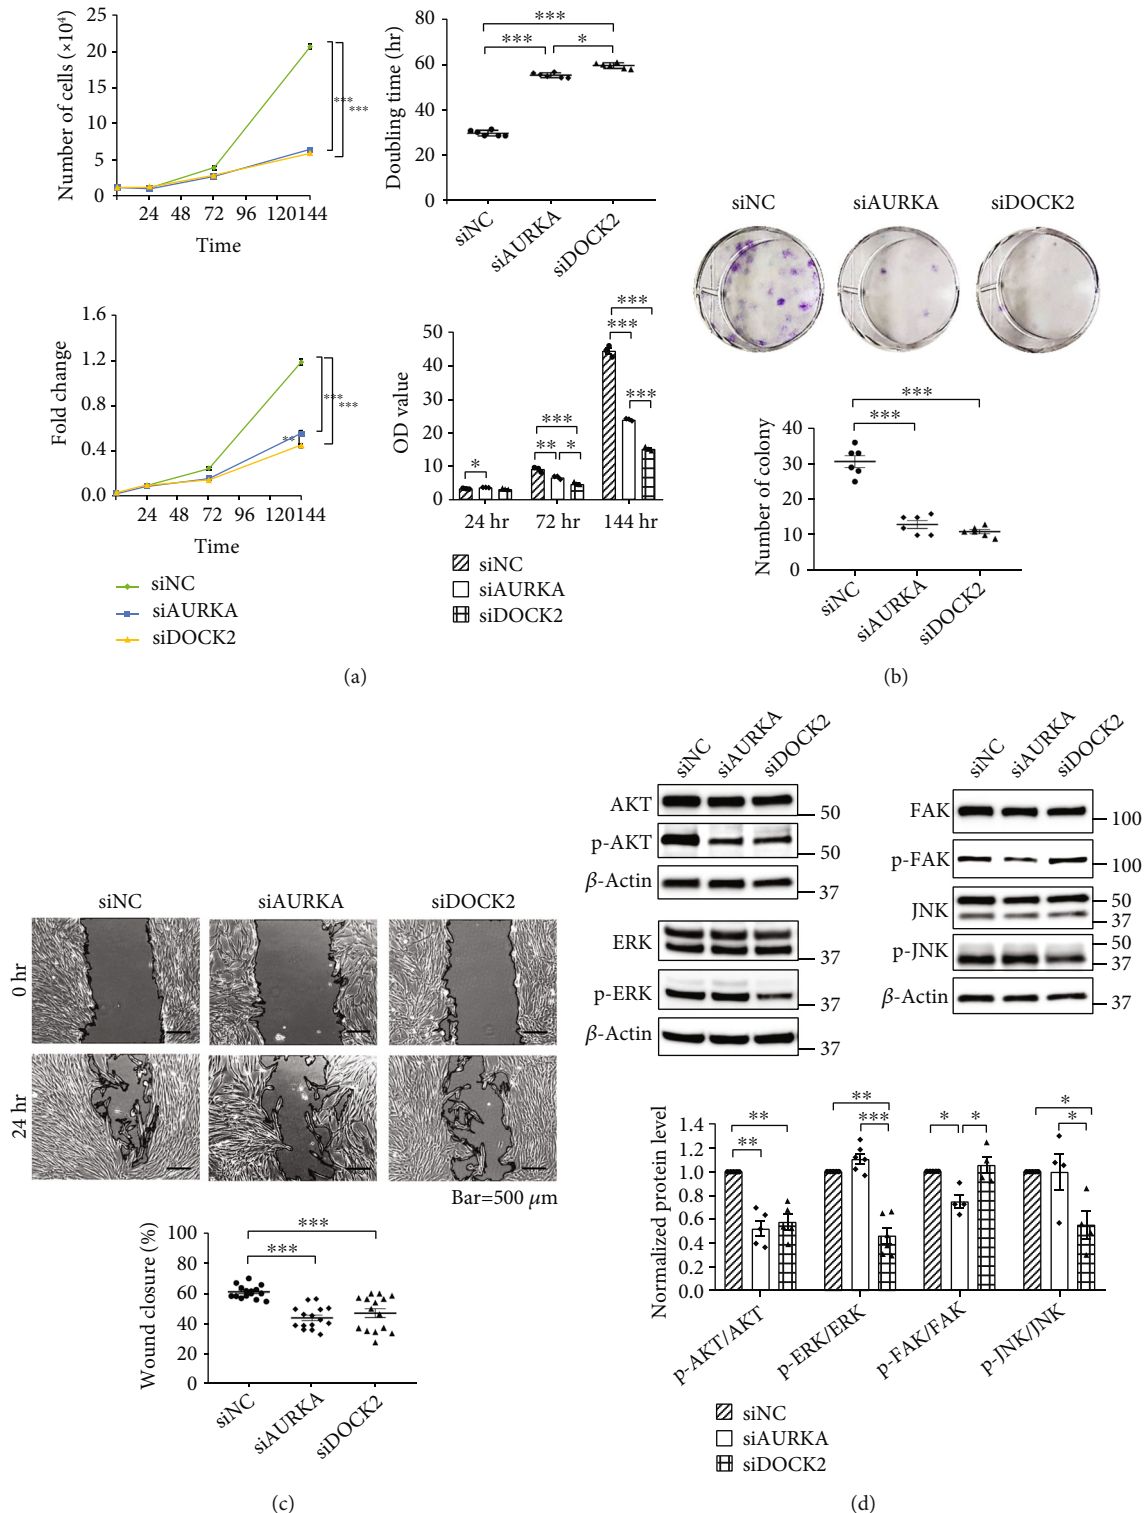 25
20
15
10
5
0
Number of cells (×10⁴)
***
***
24 48 72 96 120 144
Time
80
60
40
20
0
Doubling time (hr)
***
*** *
siNC
siAURKA
siDOCK2
1.6
1.2
0.8
0.4
0.0
Fold change
***
***
**
24 48 72 96 120 144
Time
siNC
siAURKA
siDOCK2
50
40
30
20
10
0
OD value
*
***
** *
***
***
***
24 hr 72 hr 144 hr
siNC
siAURKA
siDOCK2
(a)
siNC siAURKA siDOCK2
***
***
40
30
20
10
0
Number of colony
siNC
siAURKA
siDOCK2
(b)
siNC siAURKA siDOCK2
0 hr
24 hr
Bar=500 μm
100
80
60
40
20
0
Wound closure (%)
***
***
siNC
siAURKA
siDOCK2
(c)
siNC siAURKA siDOCK2
AKT 50
p-AKT 50
β-Actin 37
ERK 37
p-ERK 37
β-Actin 37
siNC siAURKA siDOCK2
FAK 100
p-FAK 100
JNK 50
37
p-JNK 50
37
β-Actin 37
1.4
1.2
1.0
0.8
0.6
0.4
0.2
0.0
Normalized protein level
**
**
**
***
* *
*
*
p-AKT/AKT
p-ERK/ERK
p-FAK/FAK
p-JNK/JNK
siNC
siAURKA
siDOCK2
(d)